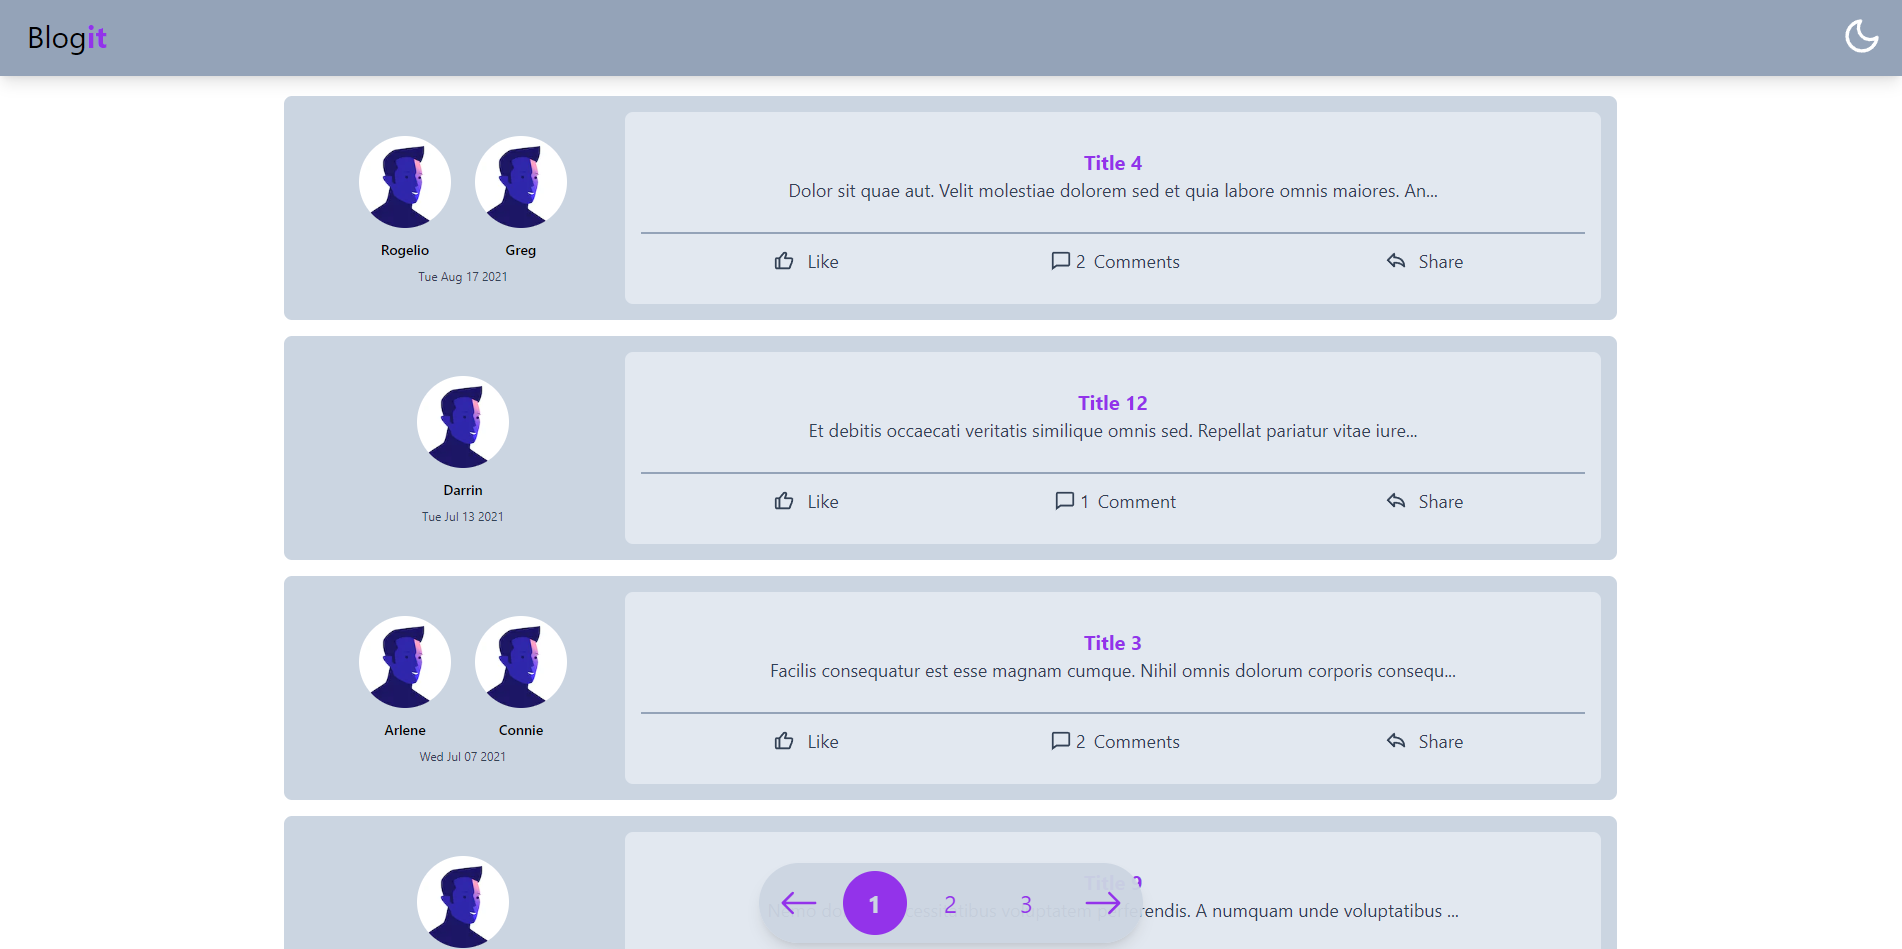 Blogit
Title 4
Dolor sit quae aut. Velit molestiae dolorem sed et quia labore omnis maiores. An...
Rogelio Greg
Tue Aug 17 2021
Like 2 Comments Share
Title 12
Et debitis occaecati veritatis similique omnis sed. Repellat pariatur vitae iure...
Darrin
Tue Jul 13 2021
Like 1 Comment Share
Title 3
Facilis consequatur est esse magnam cumque. Nihil omnis dolorum corporis consequ...
Arlene Connie
Wed Jul 07 2021
Like 2 Comments Share
Title 9
A numquam unde voluptatibus ...
1 2 3